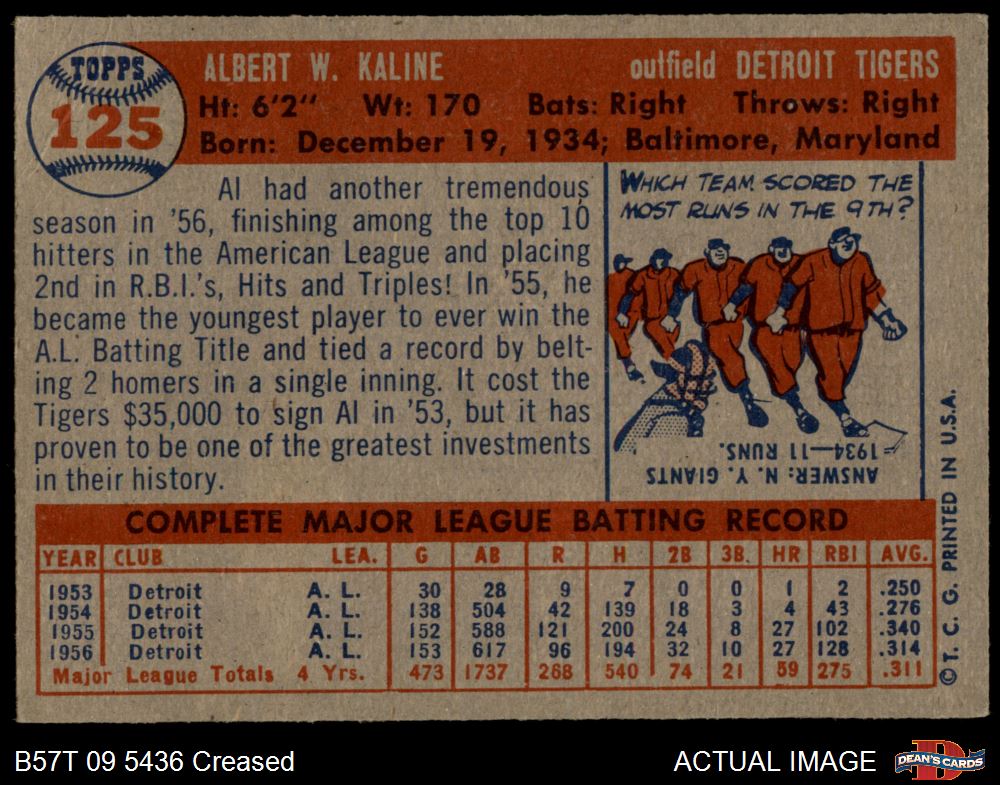 TOPPS
125
ALBERT W. KALINE outfield DETROIT TIGERS
Ht: 6'2" Wt: 170 Bats: Right Throws: Right
Born: December 19, 1934; Baltimore, Maryland
Al had another tremendous
season in '56, finishing among the top 10
hitters in the American League and placing
2nd in R.B.I.'s, Hits and Triples! In '55, he
became the youngest player to ever win the
A.L. Batting Title and tied a record by belt-
ing 2 homers in a single inning. It cost the
Tigers $35,000 to sign Al in '53, but it has
proven to be one of the greatest investments
in their history.
WHICH TEAM SCORED THE
MOST RUNS IN THE 9TH?
ANSWER: N. Y. GIANTS
=1934—11 RUNS.
COMPLETE MAJOR LEAGUE BATTING RECORD
YEAR CLUB LEA. G AB R H 2B 3B. HR RBI AVG.
1953 Detroit A. L. 30 28 9 7 0 0 1 2 .250
1954 Detroit A. L. 138 504 42 139 18 3 4 43 .276
1955 Detroit A. L. 152 588 121 200 24 8 27 102 .340
1956 Detroit A. L. 153 617 96 194 32 10 27 128 .314
Major League Totals 4 Yrs. 473 1737 268 540 74 21 59 275 .311
©T. C. G. PRINTED IN U.S.A.
B57T 09 5436 Creased
ACTUAL IMAGE
D
DEAN'S CARDS